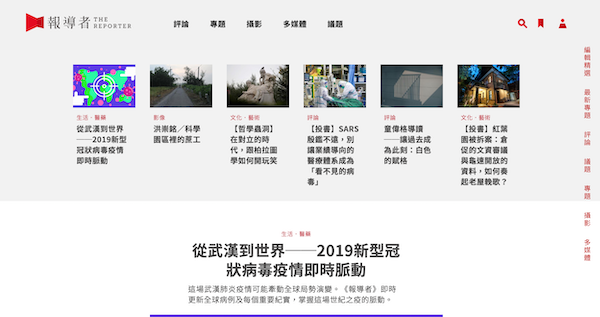 報導者 THE REPORTER
評論 專題 攝影 多媒體 議題
生活．醫藥
從武漢到世界
──2019新型
冠狀病毒疫情
即時脈動
影像
洪崇銘／科學
園區裡的蔗工
文化．藝術
【哲學蟲洞】
在對立的時
代，跟柏拉圖
學如何開玩笑
評論
【投書】SARS
殷鑑不遠，別
讓業績導向的
醫療體系成為
「看不見的病
毒」
評論
童偉格導讀
──讓過去成
為此刻：白色
的賦格
文化．藝術
【投書】紅葉
園被拆案：倉
促的文資審議
與龜速開放的
資料，如何奏
起老屋輓歌？
編輯精選
最新專題
評論
議題
專題
攝影
多媒體
生活．醫藥
從武漢到世界──2019新型冠
狀病毒疫情即時脈動
這場武漢肺炎疫情可能牽動全球局勢演變。《報導者》即時
更新全球病例及每個重要紀實，掌握這場世紀之疫的脈動。